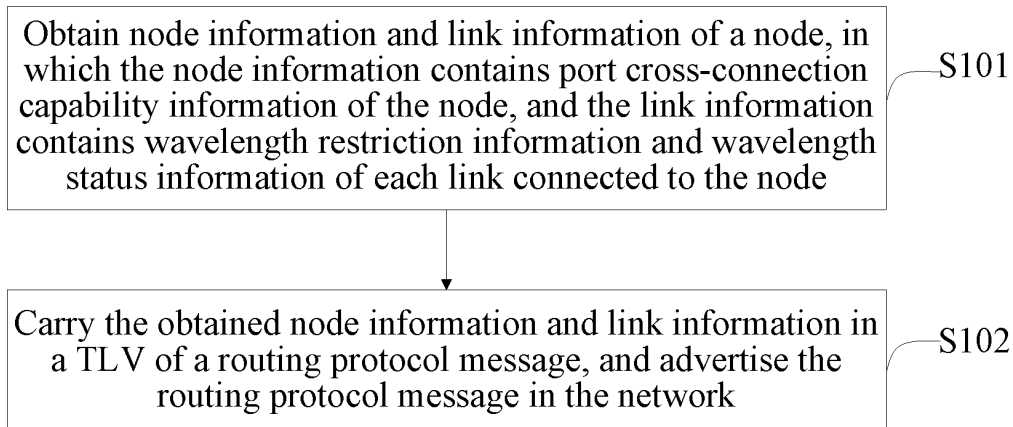 Obtain node information and link information of a node, in
which the node information contains port cross-connection
capability information of the node, and the link information
contains wavelength restriction information and wavelength
status information of each link connected to the node
S101
Carry the obtained node information and link information in
a TLV of a routing protocol message, and advertise the
routing protocol message in the network
S102